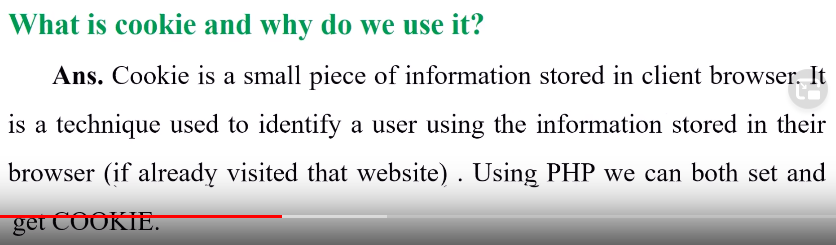 What is cookie and why do we use it?
Ans. Cookie is a small piece of information stored in client browser. It
is a technique used to identify a user using the information stored in their
browser (if already visited that website) . Using PHP we can both set and
get COOKIE.